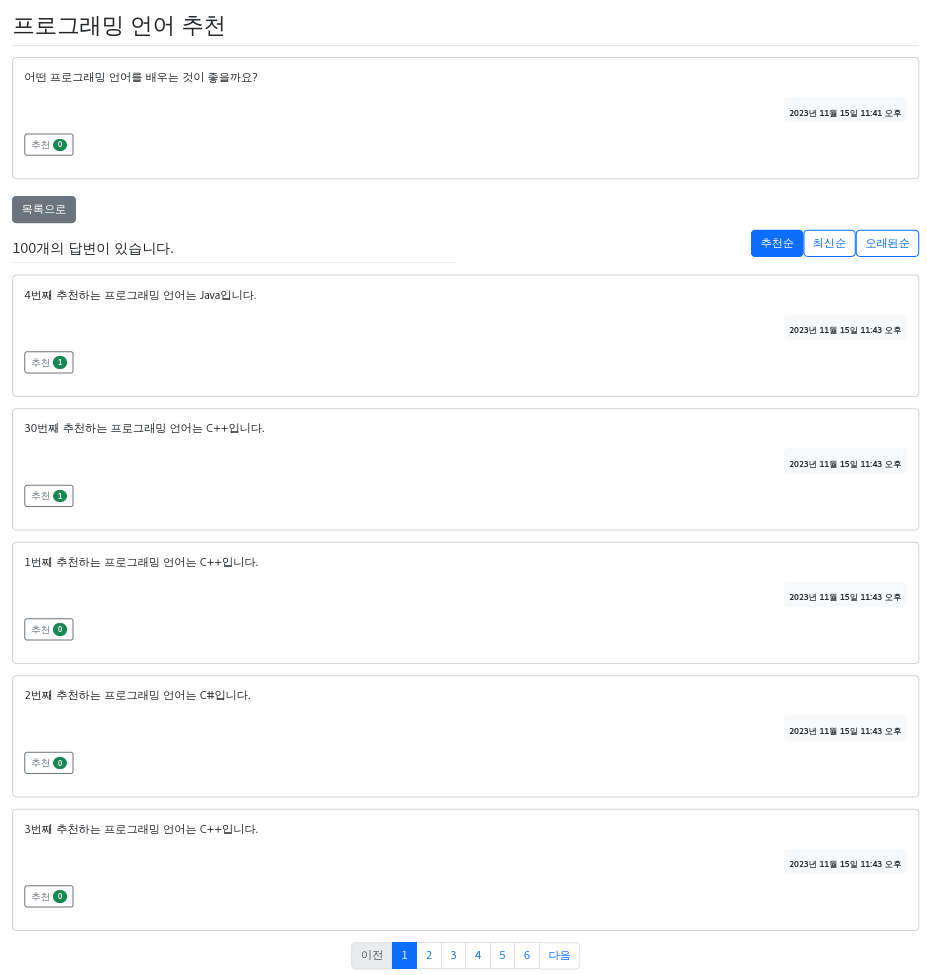 프로그래밍 언어 추천
어떤 프로그래밍 언어를 배우는 것이 좋을까요?
2023년 11월 15일 11:41 오후
추천 0
목록으로
100개의 답변이 있습니다.
추천순 최신순 오래된순
4번째 추천하는 프로그래밍 언어는 Java입니다.
2023년 11월 15일 11:43 오후
추천 1
30번째 추천하는 프로그래밍 언어는 C++입니다.
2023년 11월 15일 11:43 오후
추천 1
1번째 추천하는 프로그래밍 언어는 C++입니다.
2023년 11월 15일 11:43 오후
추천 0
2번째 추천하는 프로그래밍 언어는 C#입니다.
2023년 11월 15일 11:43 오후
추천 0
3번째 추천하는 프로그래밍 언어는 C++입니다.
2023년 11월 15일 11:43 오후
추천 0
이전 1 2 3 4 5 6 다음